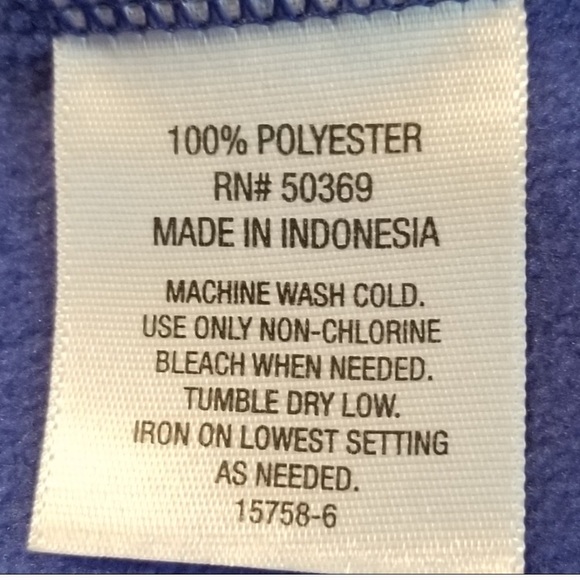 100% POLYESTER
RN# 50369
MADE IN INDONESIA
MACHINE WASH COLD.
USE ONLY NON-CHLORINE
BLEACH WHEN NEEDED.
TUMBLE DRY LOW.
IRON ON LOWEST SETTING
AS NEEDED.
15758-6